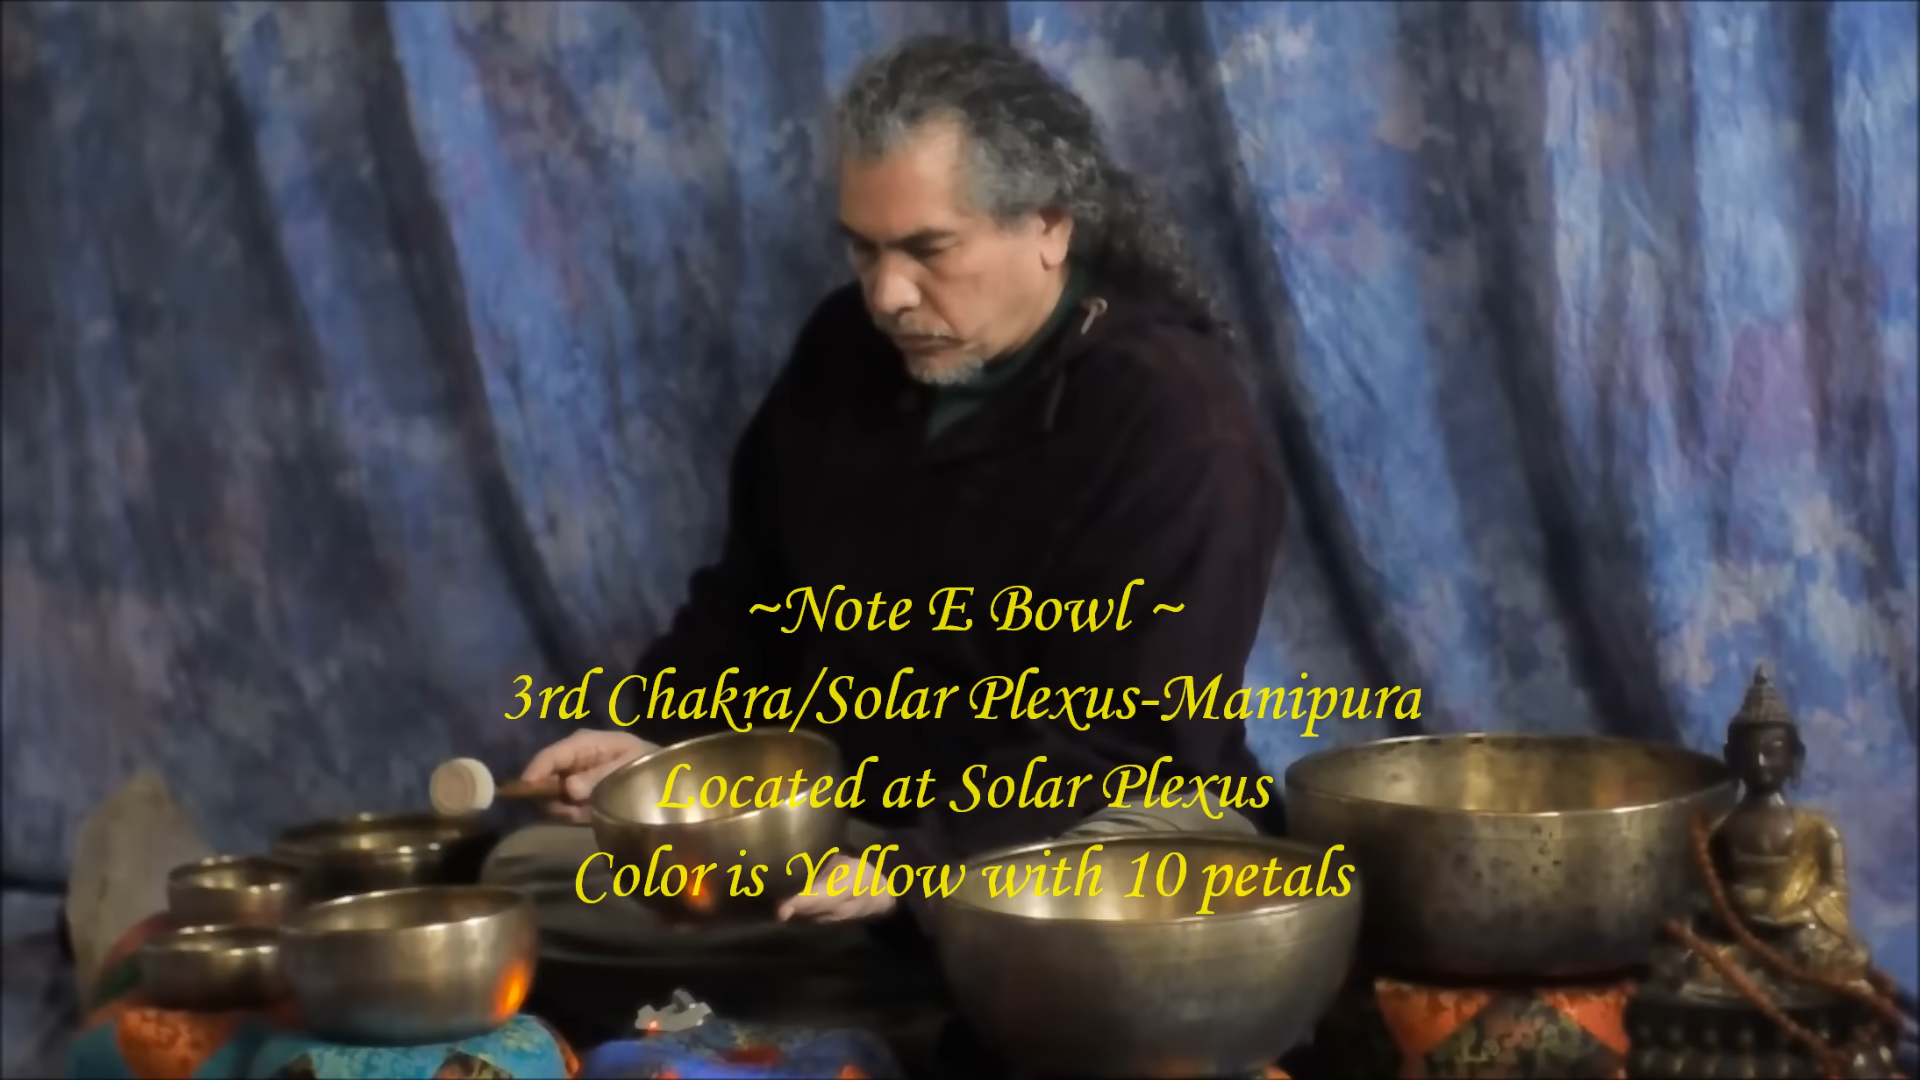 ~Note E Bowl ~
3rd Chakra/Solar Plexus-Manipura
Located at Solar Plexus
Color is Yellow with 10 petals